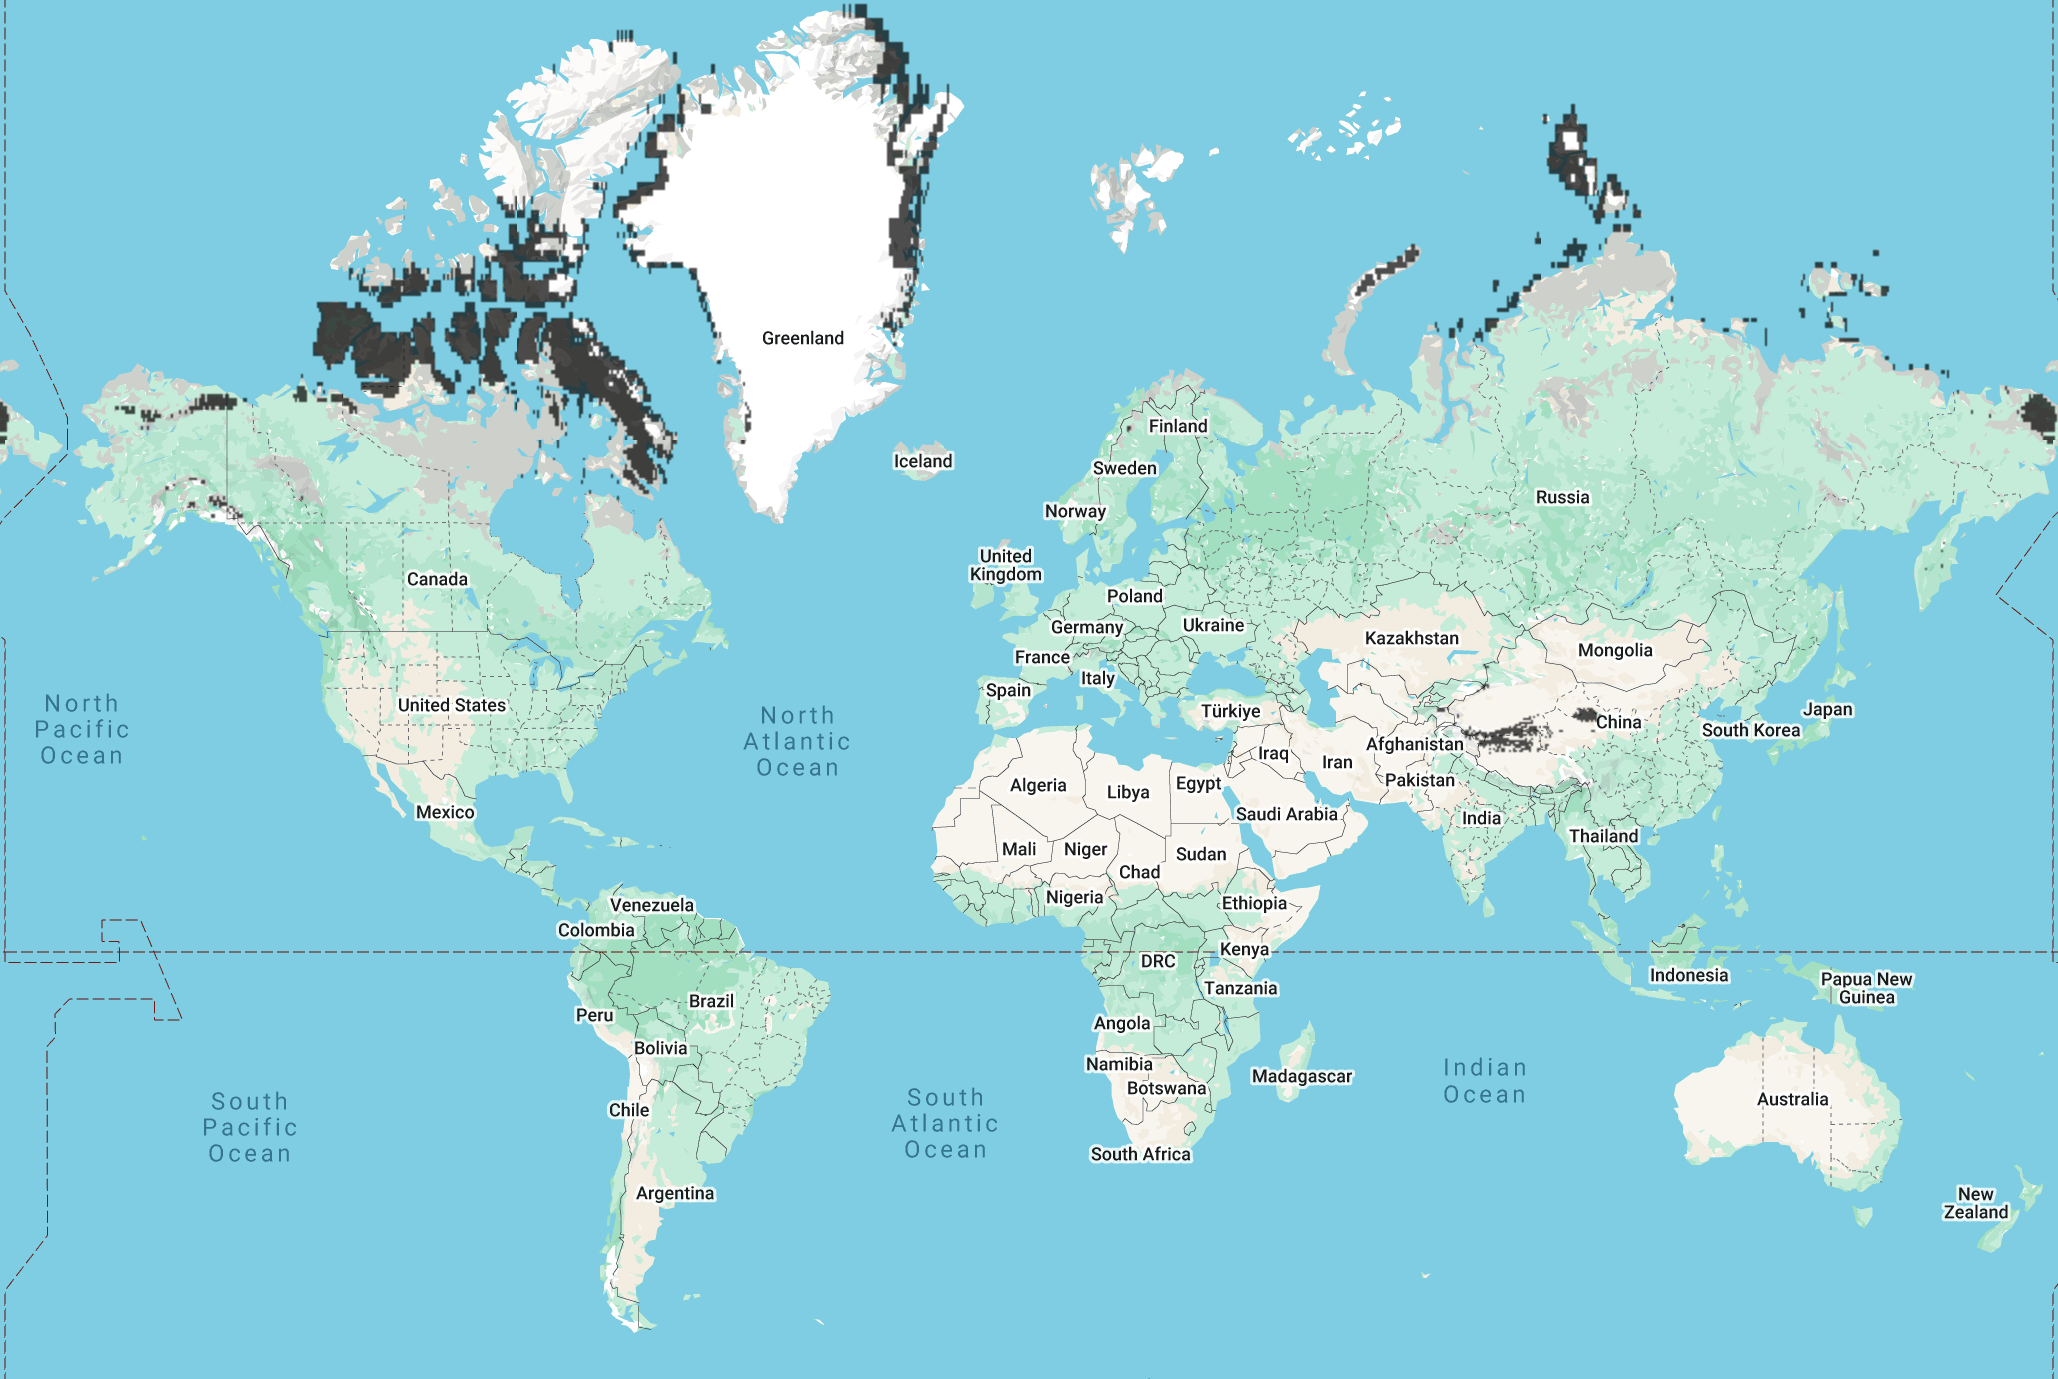 Greenland
Iceland
Finland
Sweden
Norway
Russia
United
Kingdom
Canada
Poland
Germany
Ukraine
France
Kazakhstan
Mongolia
Italy
Spain
United States
North
Pacific
Ocean
North
Atlantic
Ocean
Türkiye
China
Japan
South Korea
Afghanistan
Iraq
Iran
Algeria
Libya
Egypt
Pakistan
Mexico
Saudi Arabia
India
Thailand
Mali
Niger
Sudan
Chad
Nigeria
Ethiopia
Venezuela
Colombia
Kenya
DRC
Indonesia
Tanzania
Papua New
Guinea
Brazil
Peru
Angola
Bolivia
Namibia
Botswana
Madagascar
Indian
Ocean
Australia
Chile
South
Pacific
Ocean
South
Atlantic
Ocean
South Africa
Argentina
New
Zealand